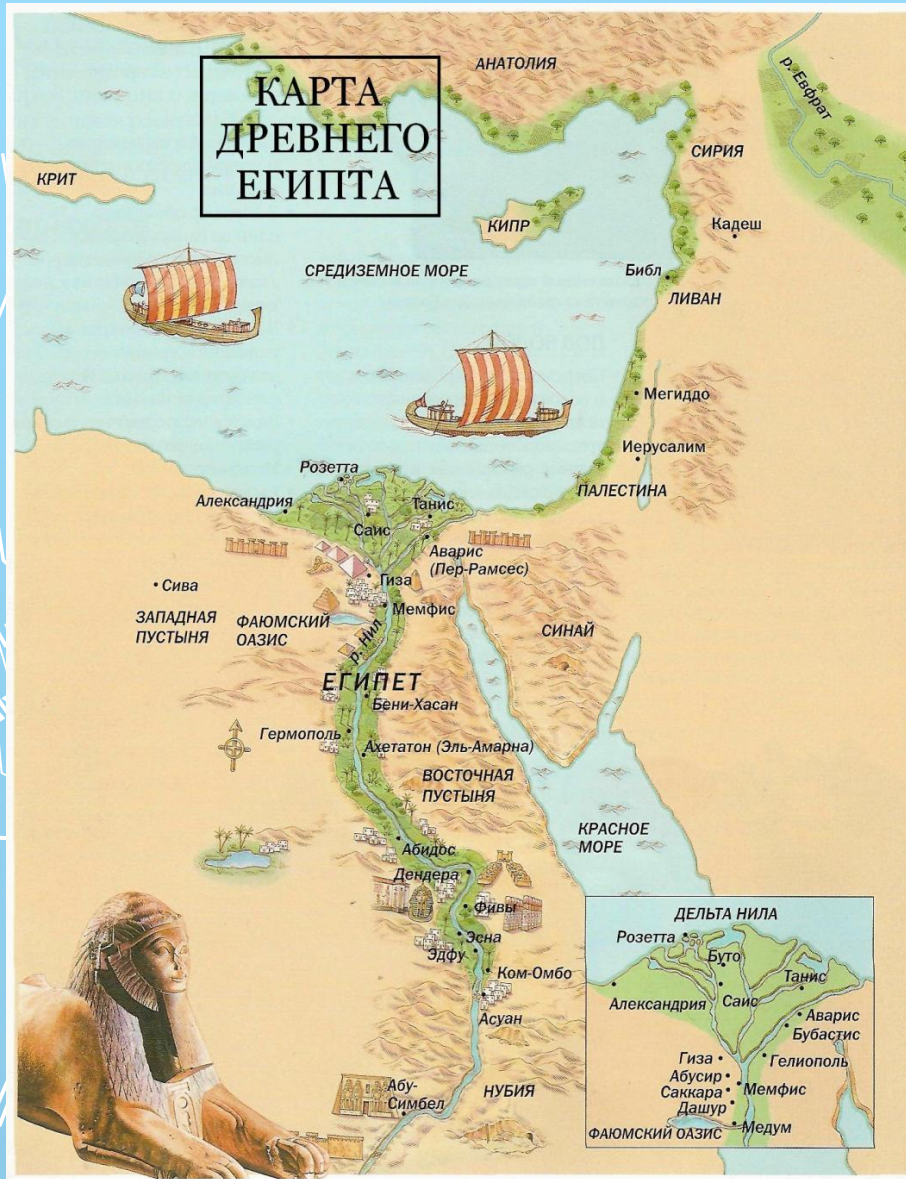 КАРТА
ДРЕВНЕГО
ЕГИПТА
АНАТОЛИЯ
р. Евфрат
КРИТ
СИРИЯ
КИПР
Кадеш
СРЕДИЗЕМНОЕ МОРЕ
Библ
ЛИВАН
Мегиддо
Иерусалим
ПАЛЕСТИНА
Розетта
Александрия
Танис
Саис
Аварис
(Пер-Рамсес)
Гиза
Сива
Мемфис
ЗАПАДНАЯ
ПУСТЫНЯ
ФАЮМСКИЙ
ОАЗИС
р. Нил
СИНАЙ
ЕГИПЕТ
Бени-Хасан
Гермополь
Ахетатон (Эль-Амарна)
ВОСТОЧНАЯ
ПУСТЫНЯ
КРАСНОЕ
МОРЕ
Абидос
Дендера
Фивы
Эсна
Эдфу
Ком-Омбо
Асуан
Абу-
Симбел
НУБИЯ
ДЕЛЬТА НИЛА
Розетта
Буто
Танис
Александрия
Саис
Аварис
Бубастис
Гиза
Гелиополь
Абусир
Саккара
Мемфис
Дашур
Медум
ФАЮМСКИЙ ОАЗИС